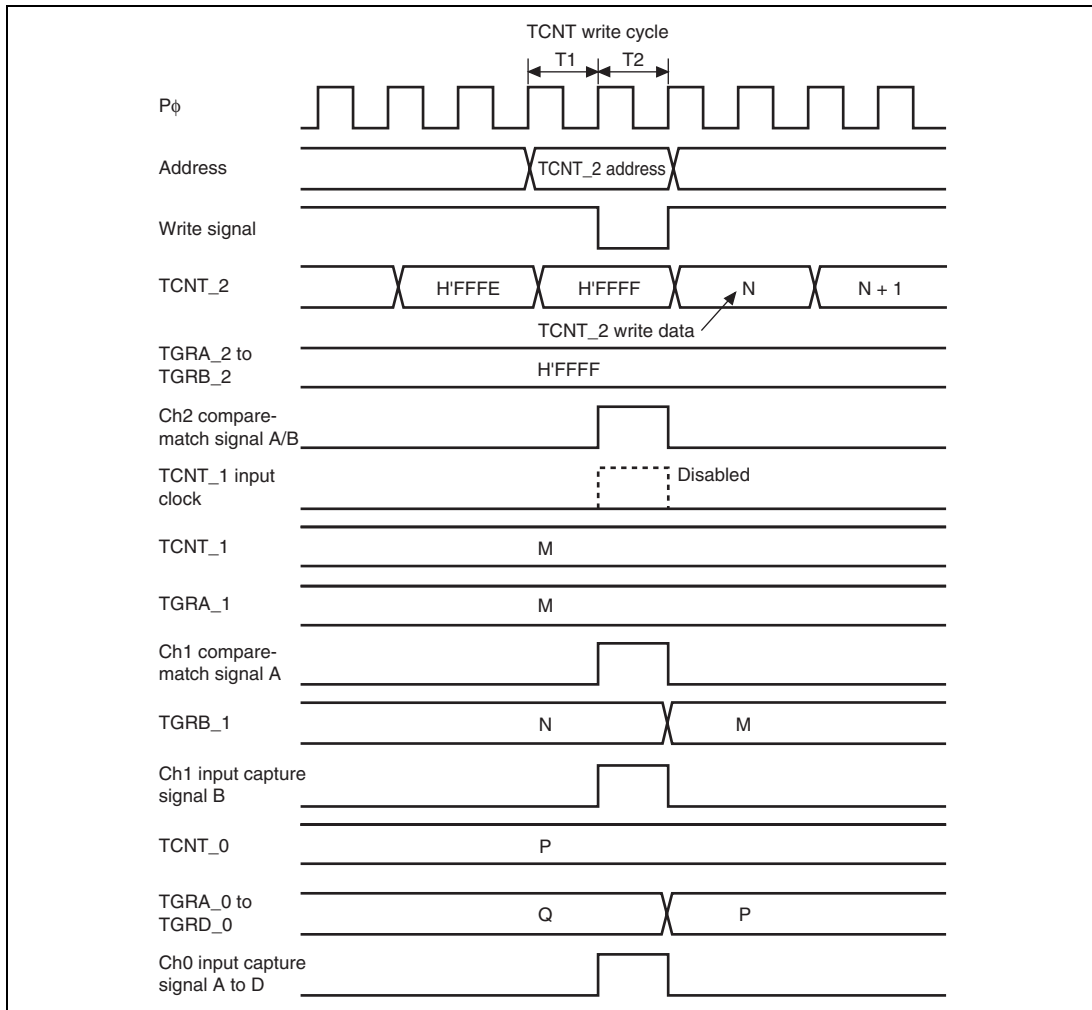 TCNT write cycle
T1 T2
Pϕ
Address
TCNT_2 address
Write signal
TCNT_2
H'FFFE H'FFFF N N + 1
TCNT_2 write data
TGRA_2 to
TGRB_2
H'FFFF
Ch2 compare-
match signal A/B
TCNT_1 input
clock
Disabled
TCNT_1
M
TGRA_1
M
Ch1 compare-
match signal A
TGRB_1
N M
Ch1 input capture
signal B
TCNT_0
P
TGRA_0 to
TGRD_0
Q P
Ch0 input capture
signal A to D